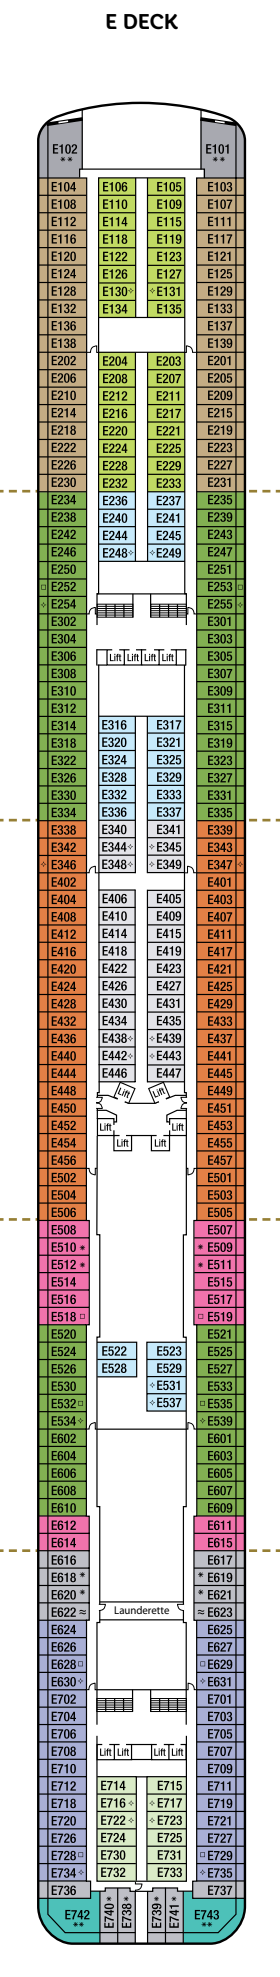 E DECK
E102 ** E101 **
E104 E106 E105 E103
E108 E110 E109 E107
E112 E114 E115 E111
E116 E118 E119 E117
E120 E122 E123 E121
E124 E126 E127 E125
E128 E130 E131 E129
E132 E134 E135 E133
E136 E137
E138 E139
E202 E204 E203 E201
E206 E208 E207 E205
E210 E212 E211 E209
E214 E216 E217 E215
E218 E220 E221 E219
E222 E224 E225 E223
E226 E228 E229 E227
E230 E232 E233 E231
E234 E236 E237 E235
E238 E240 E241 E239
E242 E244 E245 E243
E246 E248 E249 E247
E250 E251
E252 E253
E254 E255
E302 E301
E304 E303
E306 Lift Lift Lift Lift E305
E308 E307
E310 E309
E312 E311
E314 E316 E317 E315
E318 E320 E321 E319
E322 E324 E325 E323
E326 E328 E329 E327
E330 E332 E333 E331
E334 E336 E337 E335
E338 E340 E341 E339
E342 E344 E345 E343
E346 E348 E349 E347
E402 E401
E404 E406 E405 E403
E408 E410 E409 E407
E412 E414 E415 E411
E416 E418 E419 E417
E420 E422 E423 E421
E424 E426 E427 E425
E428 E430 E431 E429
E432 E434 E435 E433
E436 E438 E439 E437
E440 E442 E443 E441
E444 E446 E447 E445
E448 Lift Lift E449
E450 E451
E452 Lift Lift E453
E454 Lift Lift E455
E456 E457
E502 E501
E504 E503
E506 E505
E508 E507
E510 * * E509
E512 * * E511
E514 E515
E516 E517
E518 E519
E520 E521
E524 E522 E523 E525
E526 E528 E529 E527
E530 E531 E533
E532 E537 E535
E534 E539
E602 E601
E604 E603
E606 E605
E608 E607
E610 E609
E612 E611
E614 E615
E616 E617
E618 * * E619
E620 * * E621
E622 ≈ Launderette ≈ E623
E624 E625
E626 E627
E628 E629
E630 E631
E702 E701
E704 E703
E706 E705
E708 Lift Lift Lift Lift E707
E710 E709
E712 E714 E715 E711
E718 E716 E717 E719
E720 E722 E723 E721
E726 E724 E725 E727
E728 E730 E731 E729
E734 E732 E733 E735
E736 E737
E742 ** E740 * E738 * E739 * E741 * E743 **